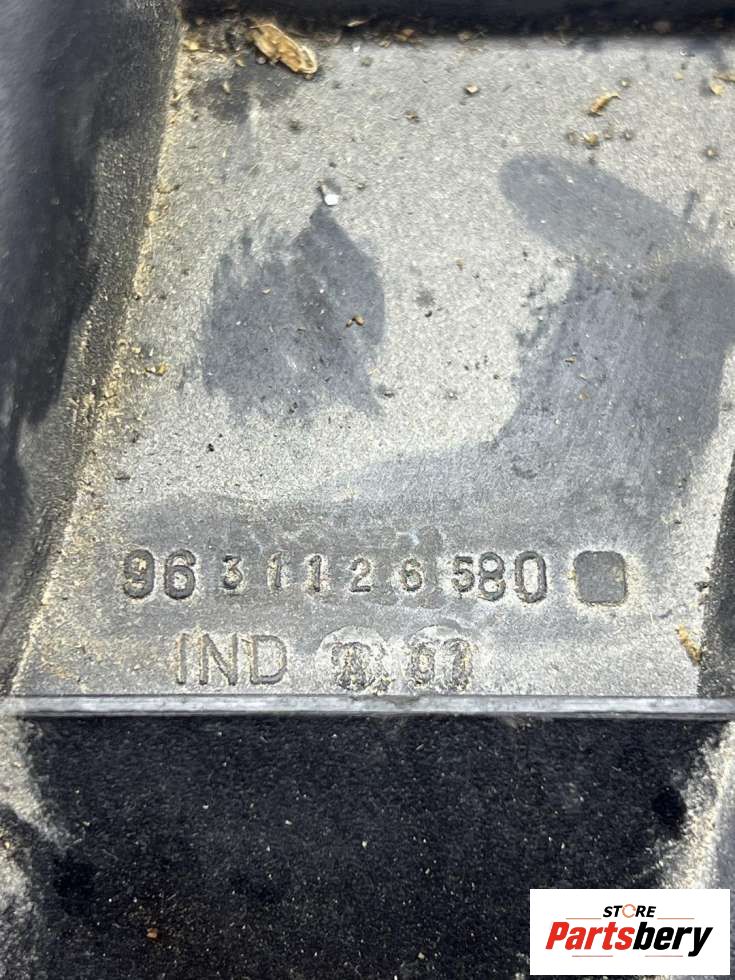 9631126580
IND
STORE
Partsbery